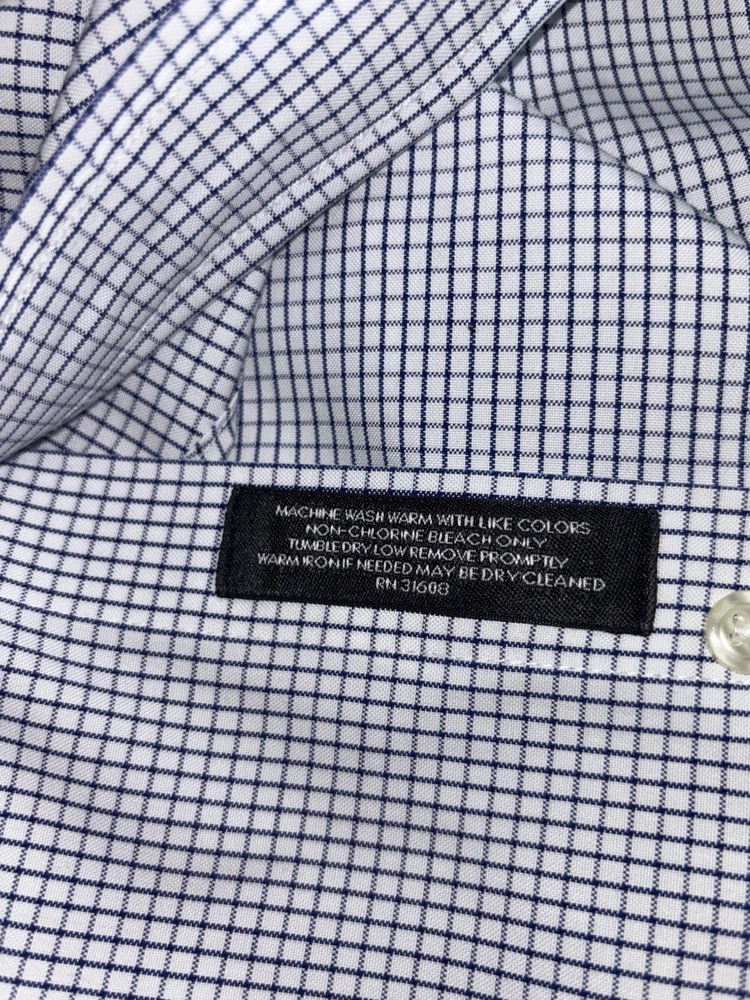 MACHINE WASH WARM WITH LIKE COLORS
NON-CHLORINE BLEACH ONLY
TUMBLE DRY LOW REMOVE PROMPTLY
WARM IRON IF NEEDED MAY BE DRY CLEANED
RN 31608